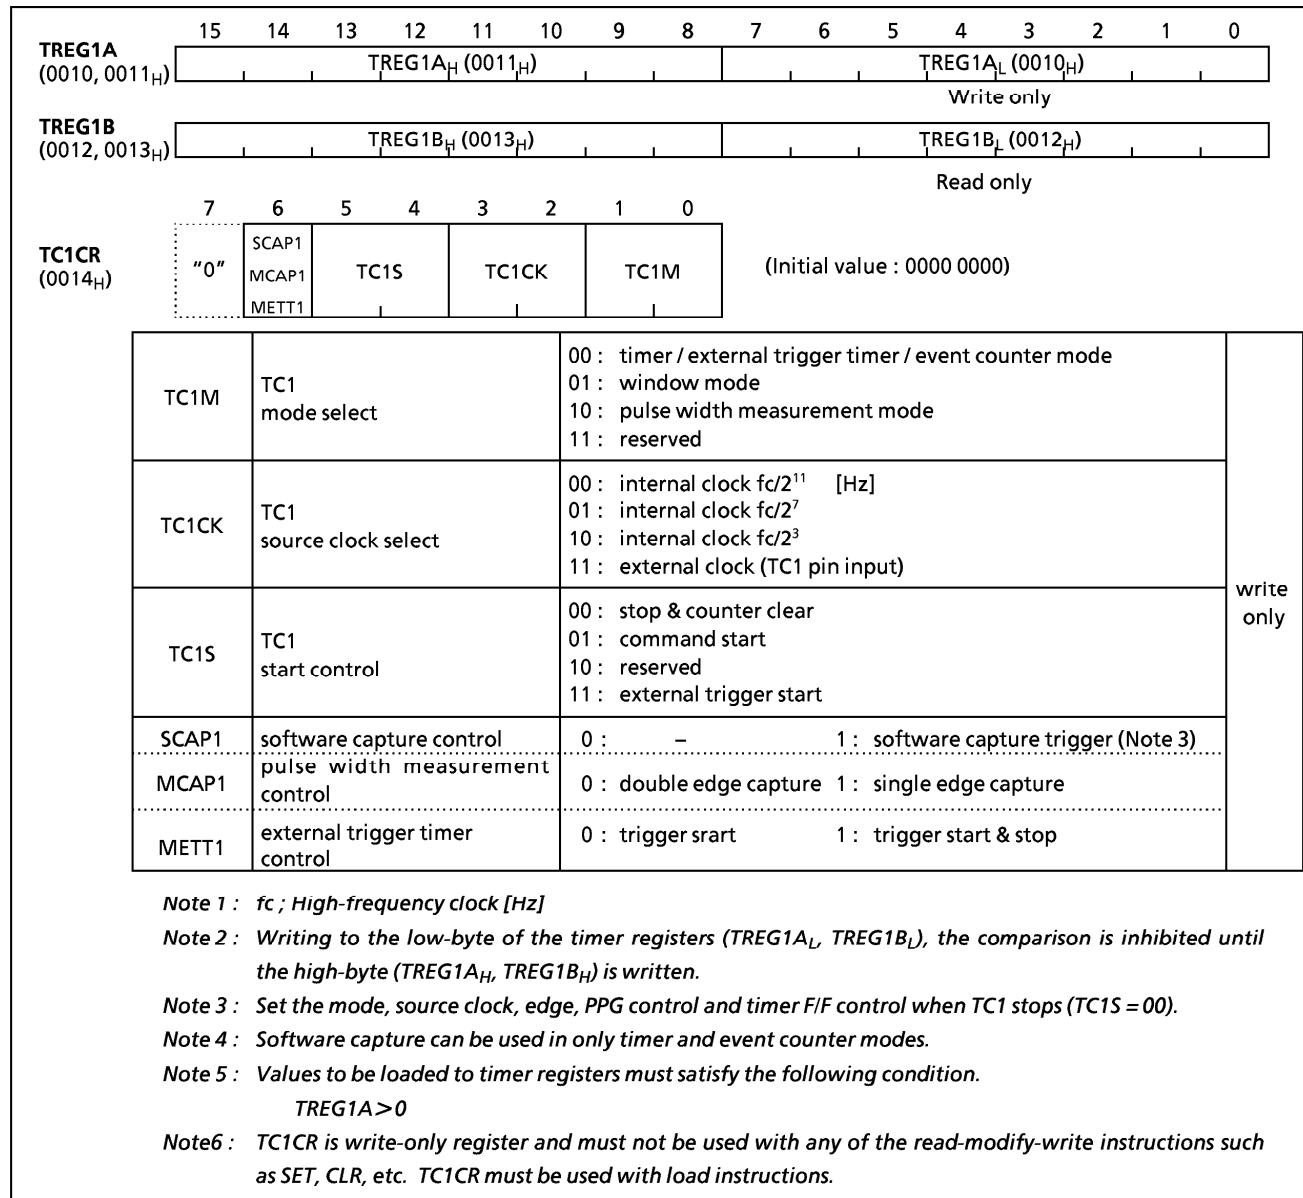 15 14 13 12 11 10 9 8 7 6 5 4 3 2 1 0
TREG1A
(0010, 0011H) TREG1AH (0011H) TREG1AL (0010H)
Write only
TREG1B
(0012, 0013H) TREG1BH (0013H) TREG1BL (0012H)
Read only
7 6 5 4 3 2 1 0
TC1CR
(0014H)
"0"
SCAP1
MCAP1
METT1
TC1S TC1CK TC1M (Initial value : 0000 0000)
TC1M
TC1
mode select
00 : timer / external trigger timer / event counter mode
01 : window mode
10 : pulse width measurement mode
11 : reserved
TC1CK
TC1
source clock select
00 : internal clock fc/2¹¹ [Hz]
01 : internal clock fc/2⁷
10 : internal clock fc/2³
11 : external clock (TC1 pin input)
TC1S
TC1
start control
00 : stop & counter clear
01 : command start
10 : reserved
11 : external trigger start
SCAP1 software capture control 0 : – 1 : software capture trigger (Note 3)
MCAP1
pulse width measurement
control
0 : double edge capture 1 : single edge capture
METT1
external trigger timer
control
0 : trigger srart 1 : trigger start & stop
write
only
Note 1 : fc ; High-frequency clock [Hz]
Note 2 : Writing to the low-byte of the timer registers (TREG1AL, TREG1BL), the comparison is inhibited until
the high-byte (TREG1AH, TREG1BH) is written.
Note 3 : Set the mode, source clock, edge, PPG control and timer F/F control when TC1 stops (TC1S = 00).
Note 4 : Software capture can be used in only timer and event counter modes.
Note 5 : Values to be loaded to timer registers must satisfy the following condition.
TREG1A>0
Note6 : TC1CR is write-only register and must not be used with any of the read-modify-write instructions such
as SET, CLR, etc. TC1CR must be used with load instructions.